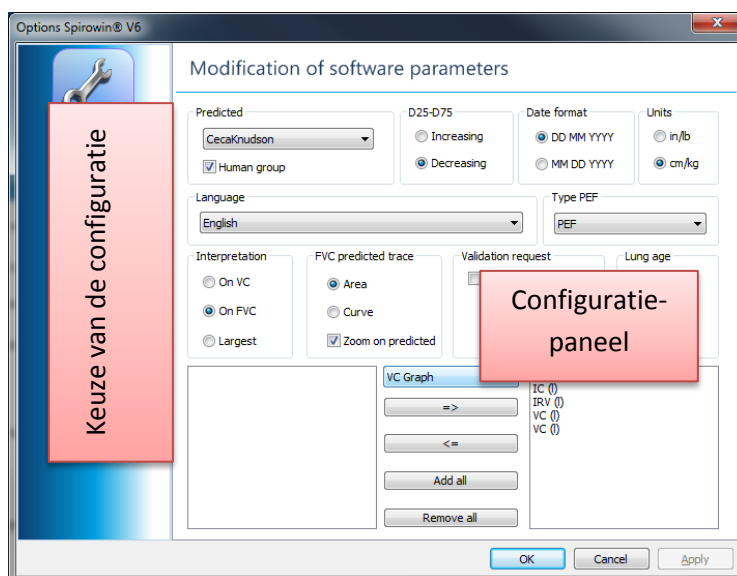 Options Spirowin® V6
Modification of software parameters
Keuze van de configuratie
Predicted
CecaKnudson
Human group
D25-D75
Increasing
Decreasing
Date format
DD MM YYYY
MM DD YYYY
Units
in/lb
cm/kg
Language
English
Type PEF
PEF
Interpretation
On VC
On FVC
Largest
FVC predicted trace
Area
Curve
Zoom on predicted
Validation request
Lung age
Configuratie-
paneel
VC Graph
=>
<=
Add all
Remove all
IC (l)
IRV (l)
VC (l)
VC (l)
OK
Cancel
Apply